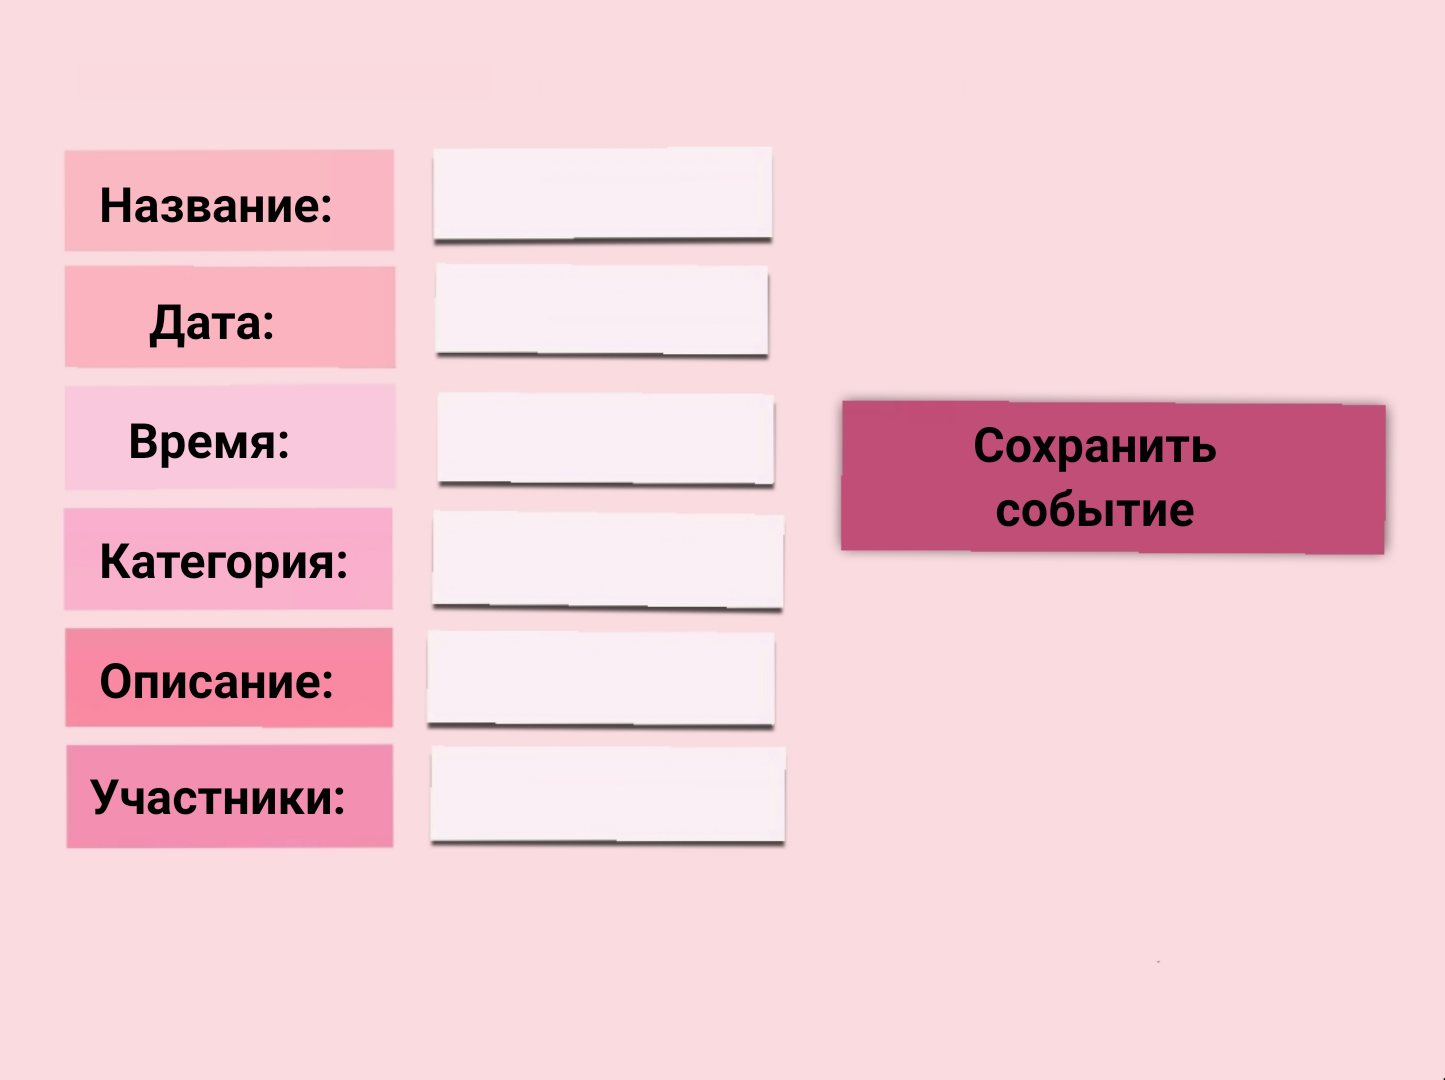 Название:
Дата:
Время:
Категория:
Описание:
Участники:
Сохранить
событие